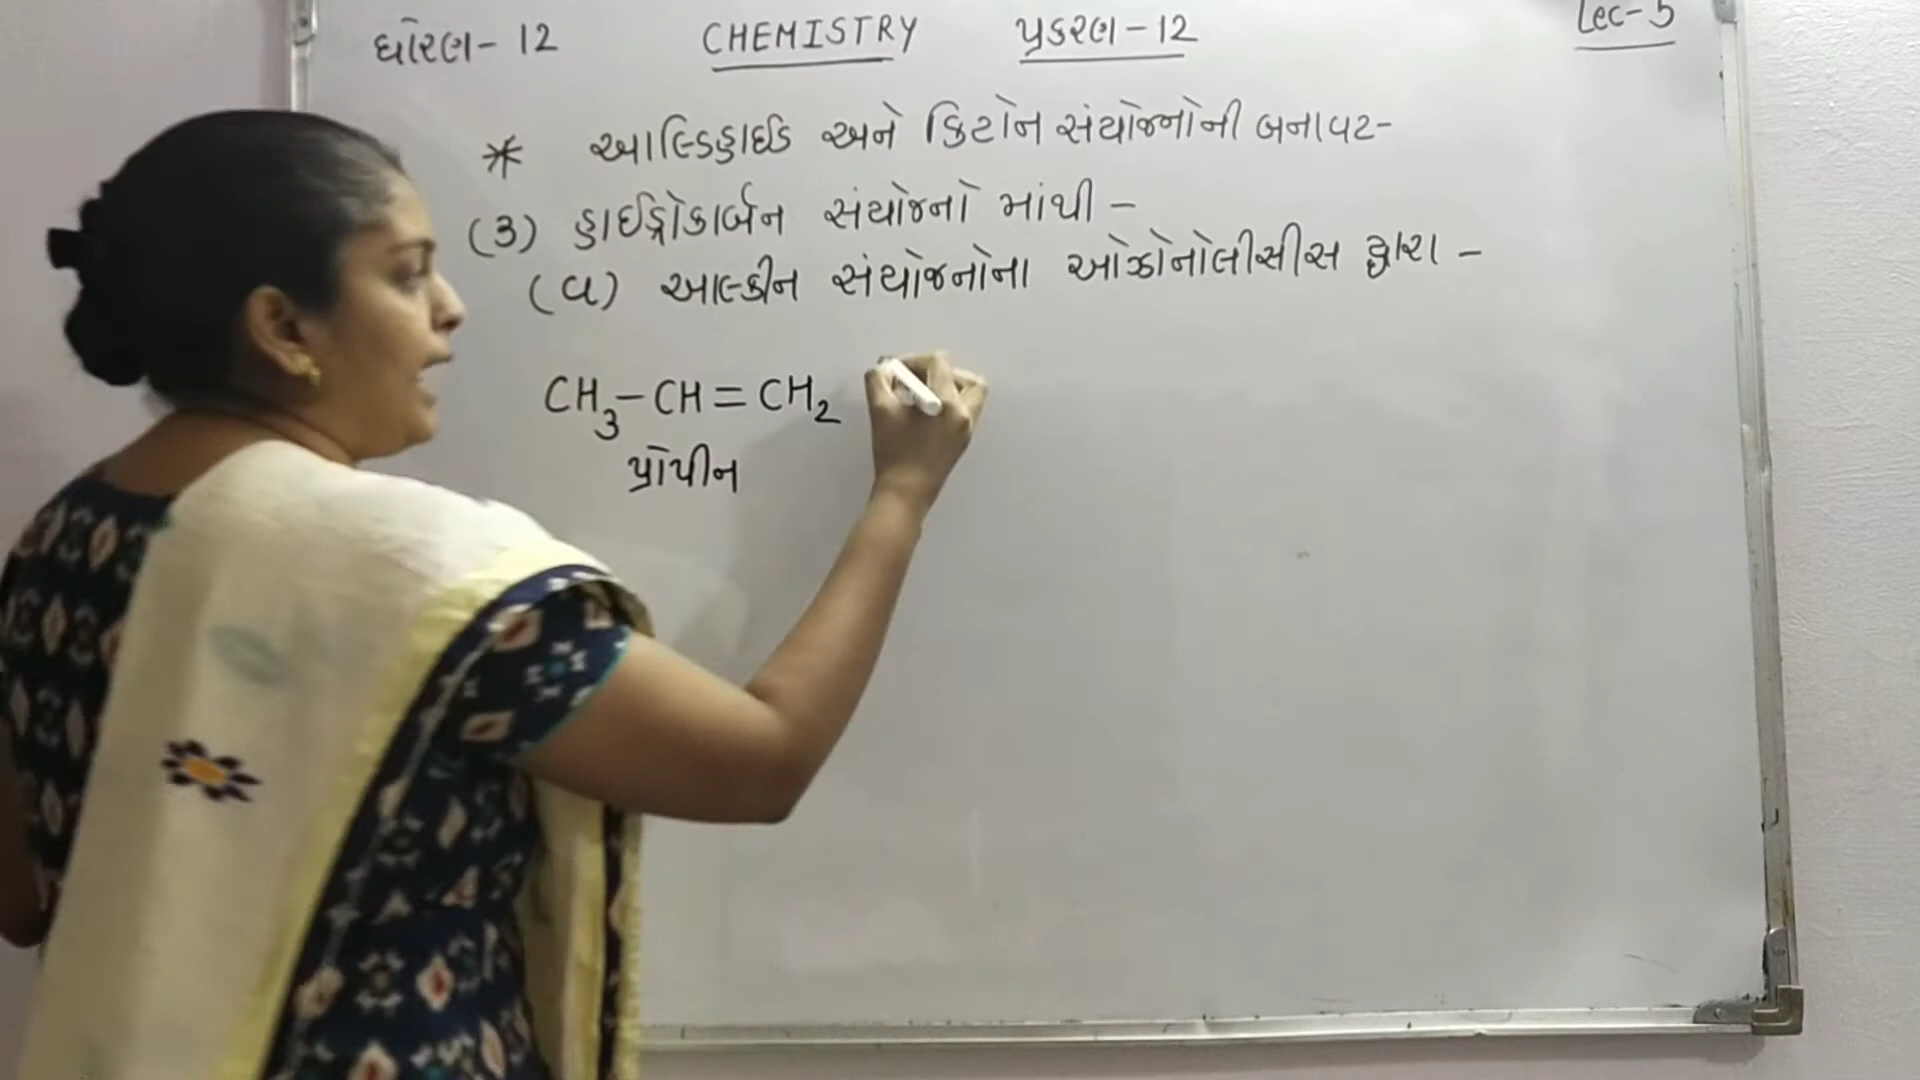 ધોરણ- 12 CHEMISTRY પ્રકરણ-12 Lec-5
* આલ્ડિહાઈડ અને કિટોન સંયોજનોની બનાવટ-
(૩) હાઈડ્રોકાર્બન સંયોજનો માંથી -
(a) આલ્કીન સંયોજનોના ઓઝોનોલીસીસ દ્વારા -
CH₃-CH=CH₂
પ્રોપીન